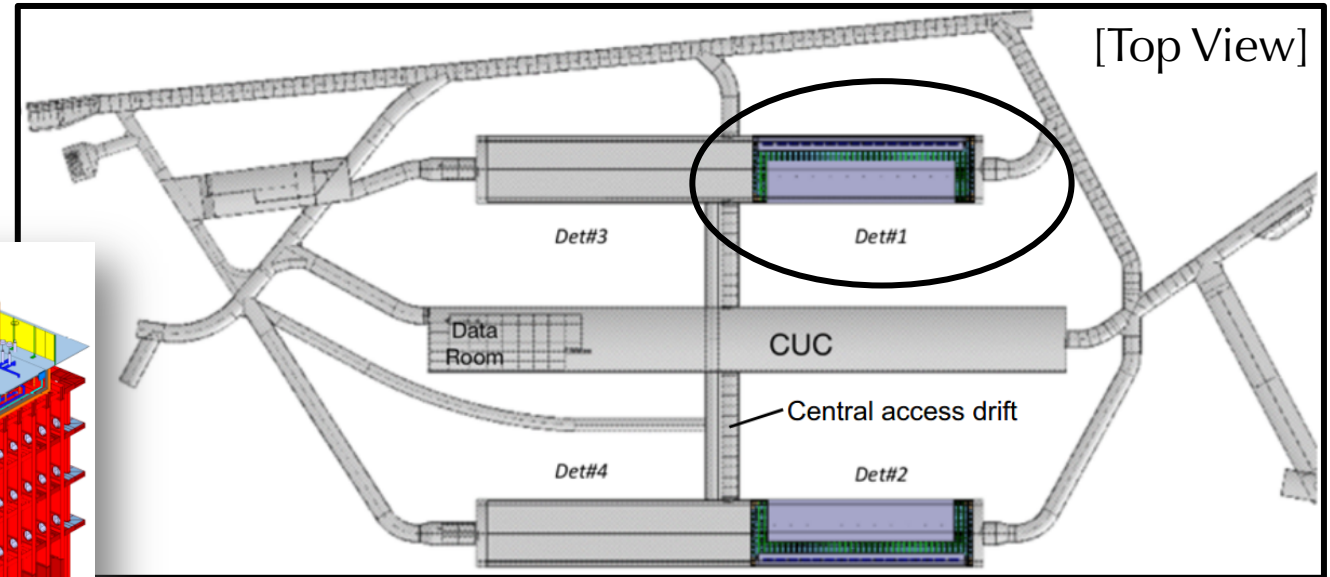 [Top View]
Det#3
Det#1
Data
Room
CUC
Central access drift
Det#4
Det#2